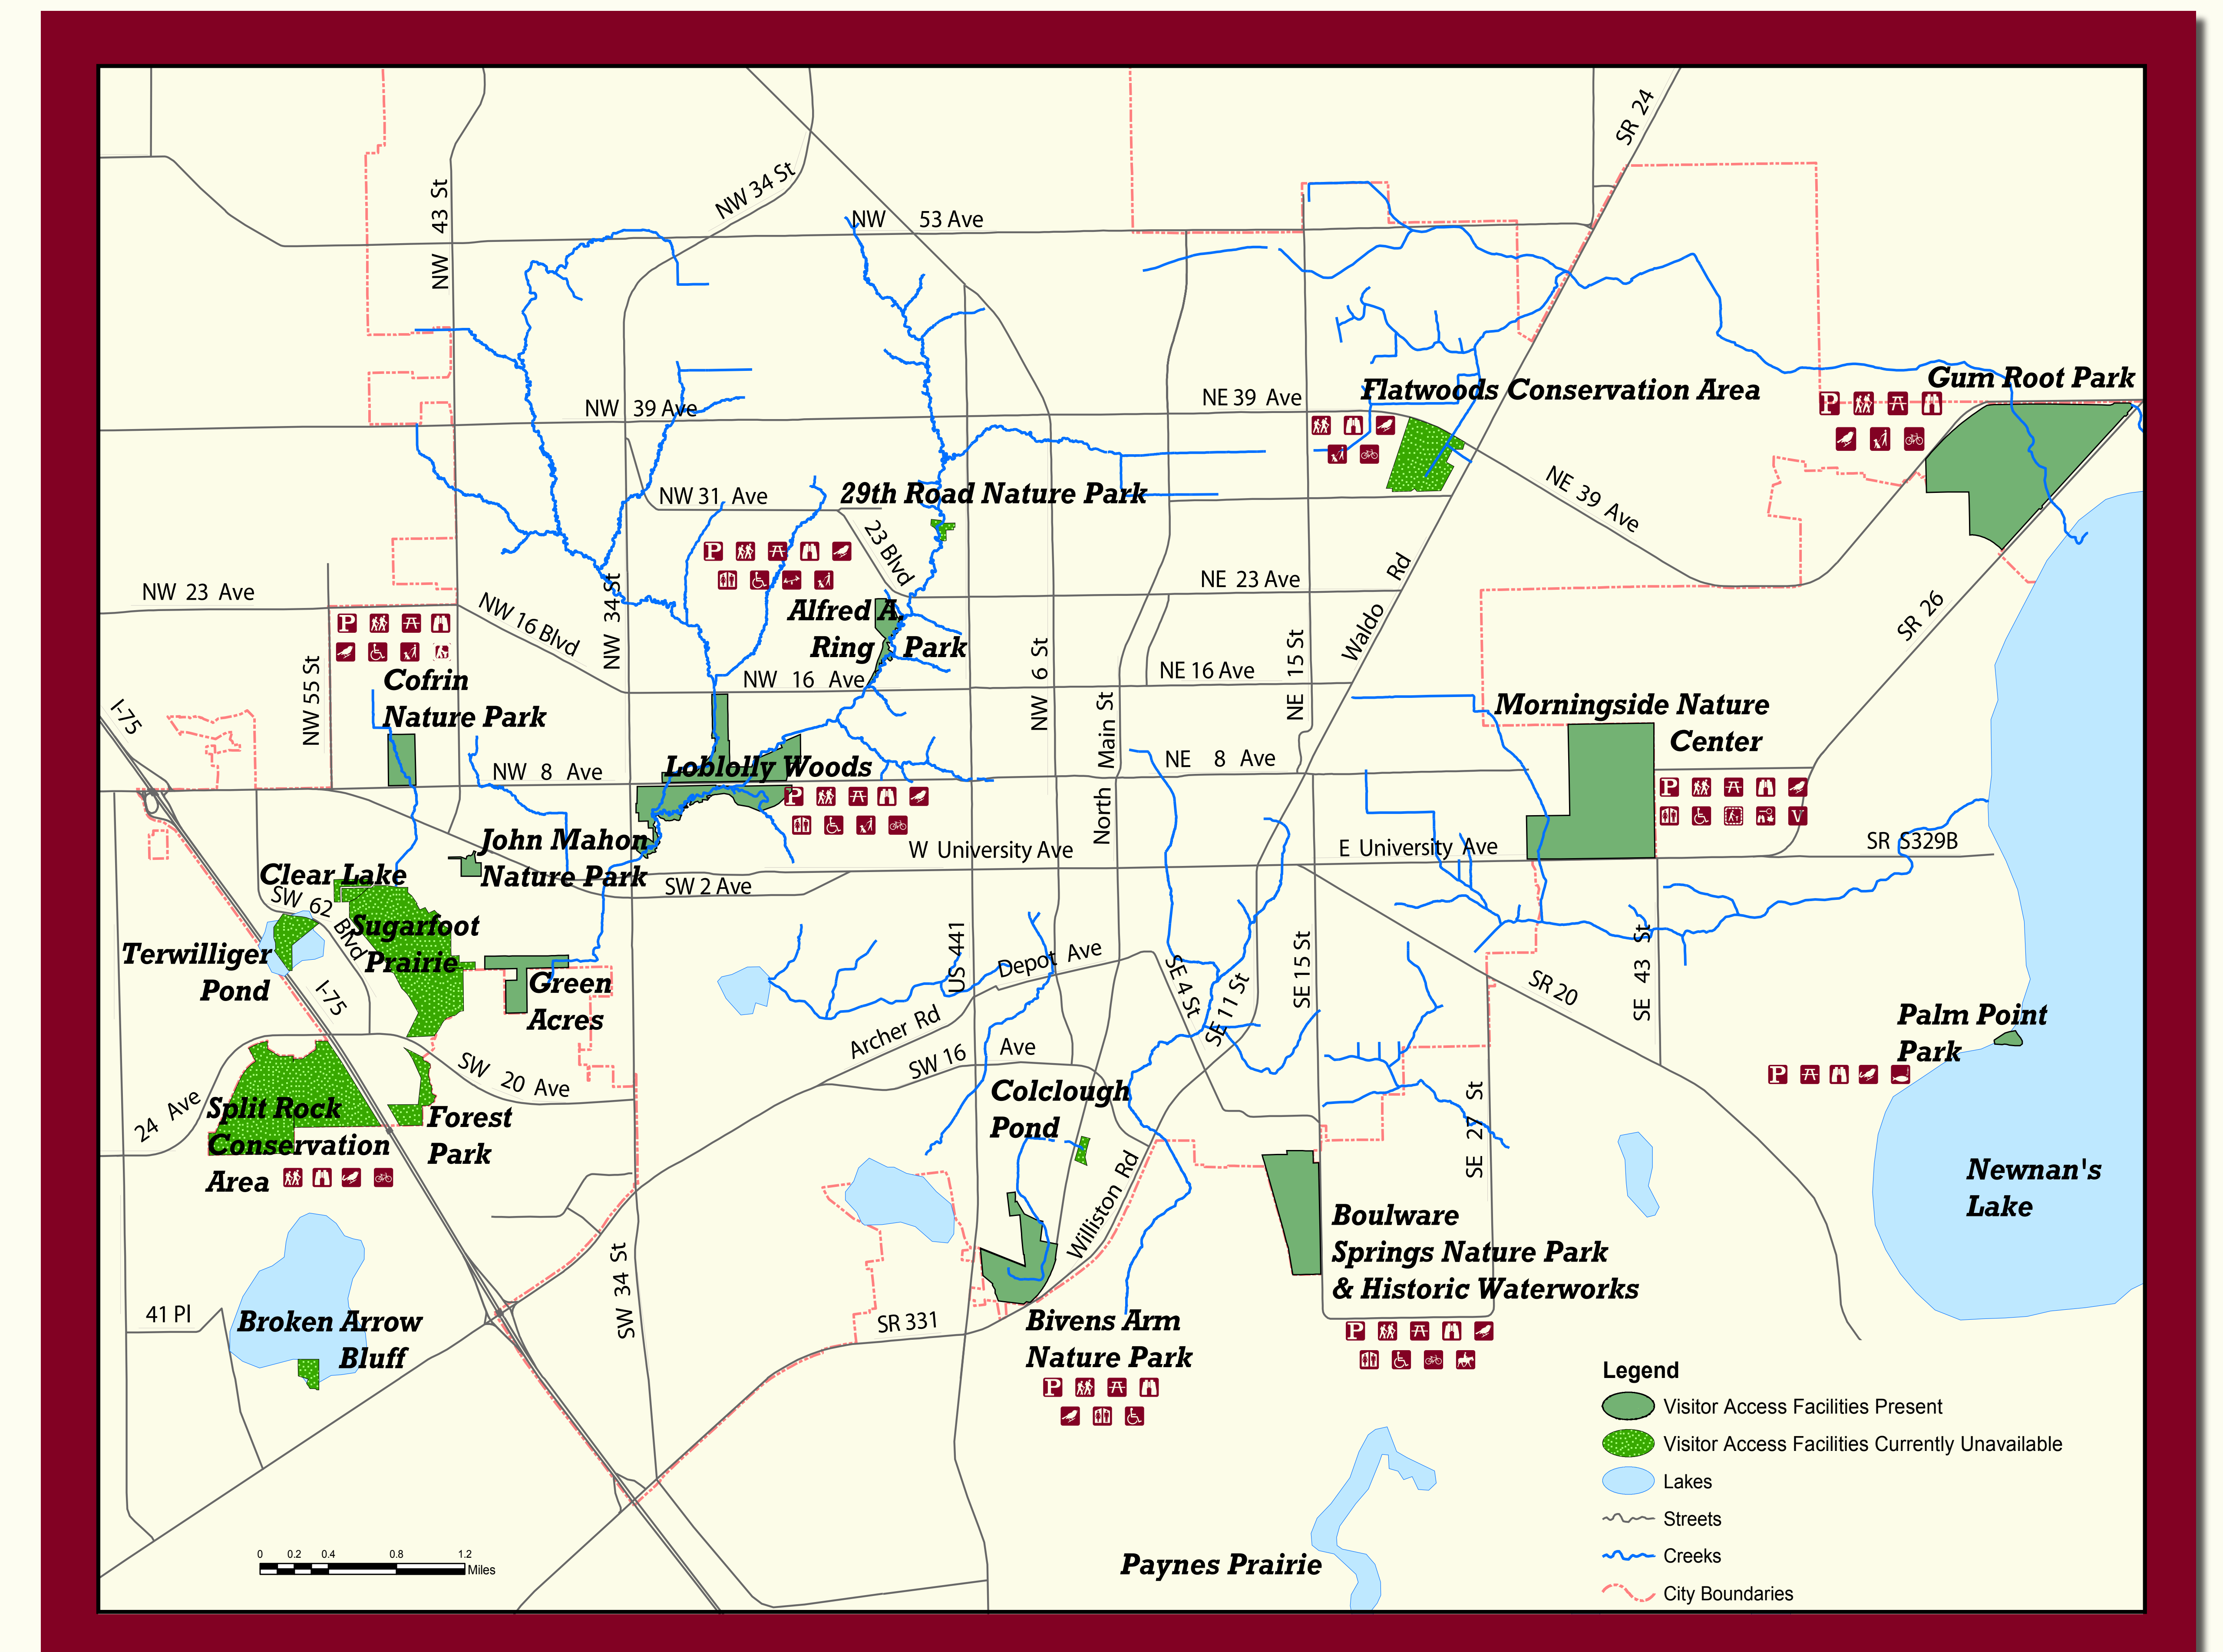 SR 24
NW 34 St
NW 43 St
NW 53 Ave
Gum Root Park
P
Flatwoods Conservation Area
NE 39 Ave
NW 39 Ave
NE 39 Ave
29th Road Nature Park
NW 31 Ave
23 Blvd
P
NE 23 Ave
Waldo Rd
NW 23 Ave
NW 16 Blvd
NW 34 St
Alfred A.
Ring Park
SR 26
P
Cofrin
Nature Park
NW 55 St
I-75
NW 16 Ave
NW 6 St
NE 16 Ave
NE 15 St
North Main St
Morningside Nature
Center
P
V
NW 8 Ave
Loblolly Woods
P
NE 8 Ave
John Mahon
Nature Park
W University Ave
E University Ave
SR S329B
SW 2 Ave
Clear Lake
SW 62 Blvd
Sugarfoot
Prairie
Terwilliger
Pond
I-75
Green
Acres
US 441
Depot Ave
SE 4 St
SE 11 St
SE 15 St
SR 20
SE 43 St
Archer Rd
SW 16 Ave
Palm Point
Park
P
SW 20 Ave
24 Ave
Split Rock
Conservation
Area
Forest
Park
Colclough
Pond
SE 27 St
Williston Rd
Newnan's
Lake
Boulware
Springs Nature Park
& Historic Waterworks
P
SW 34 St
41 Pl
Broken Arrow
Bluff
SR 331
Bivens Arm
Nature Park
P
Legend
Visitor Access Facilities Present
Visitor Access Facilities Currently Unavailable
Lakes
Streets
Creeks
City Boundaries
Paynes Prairie
0 0.2 0.4 0.8 1.2
Miles